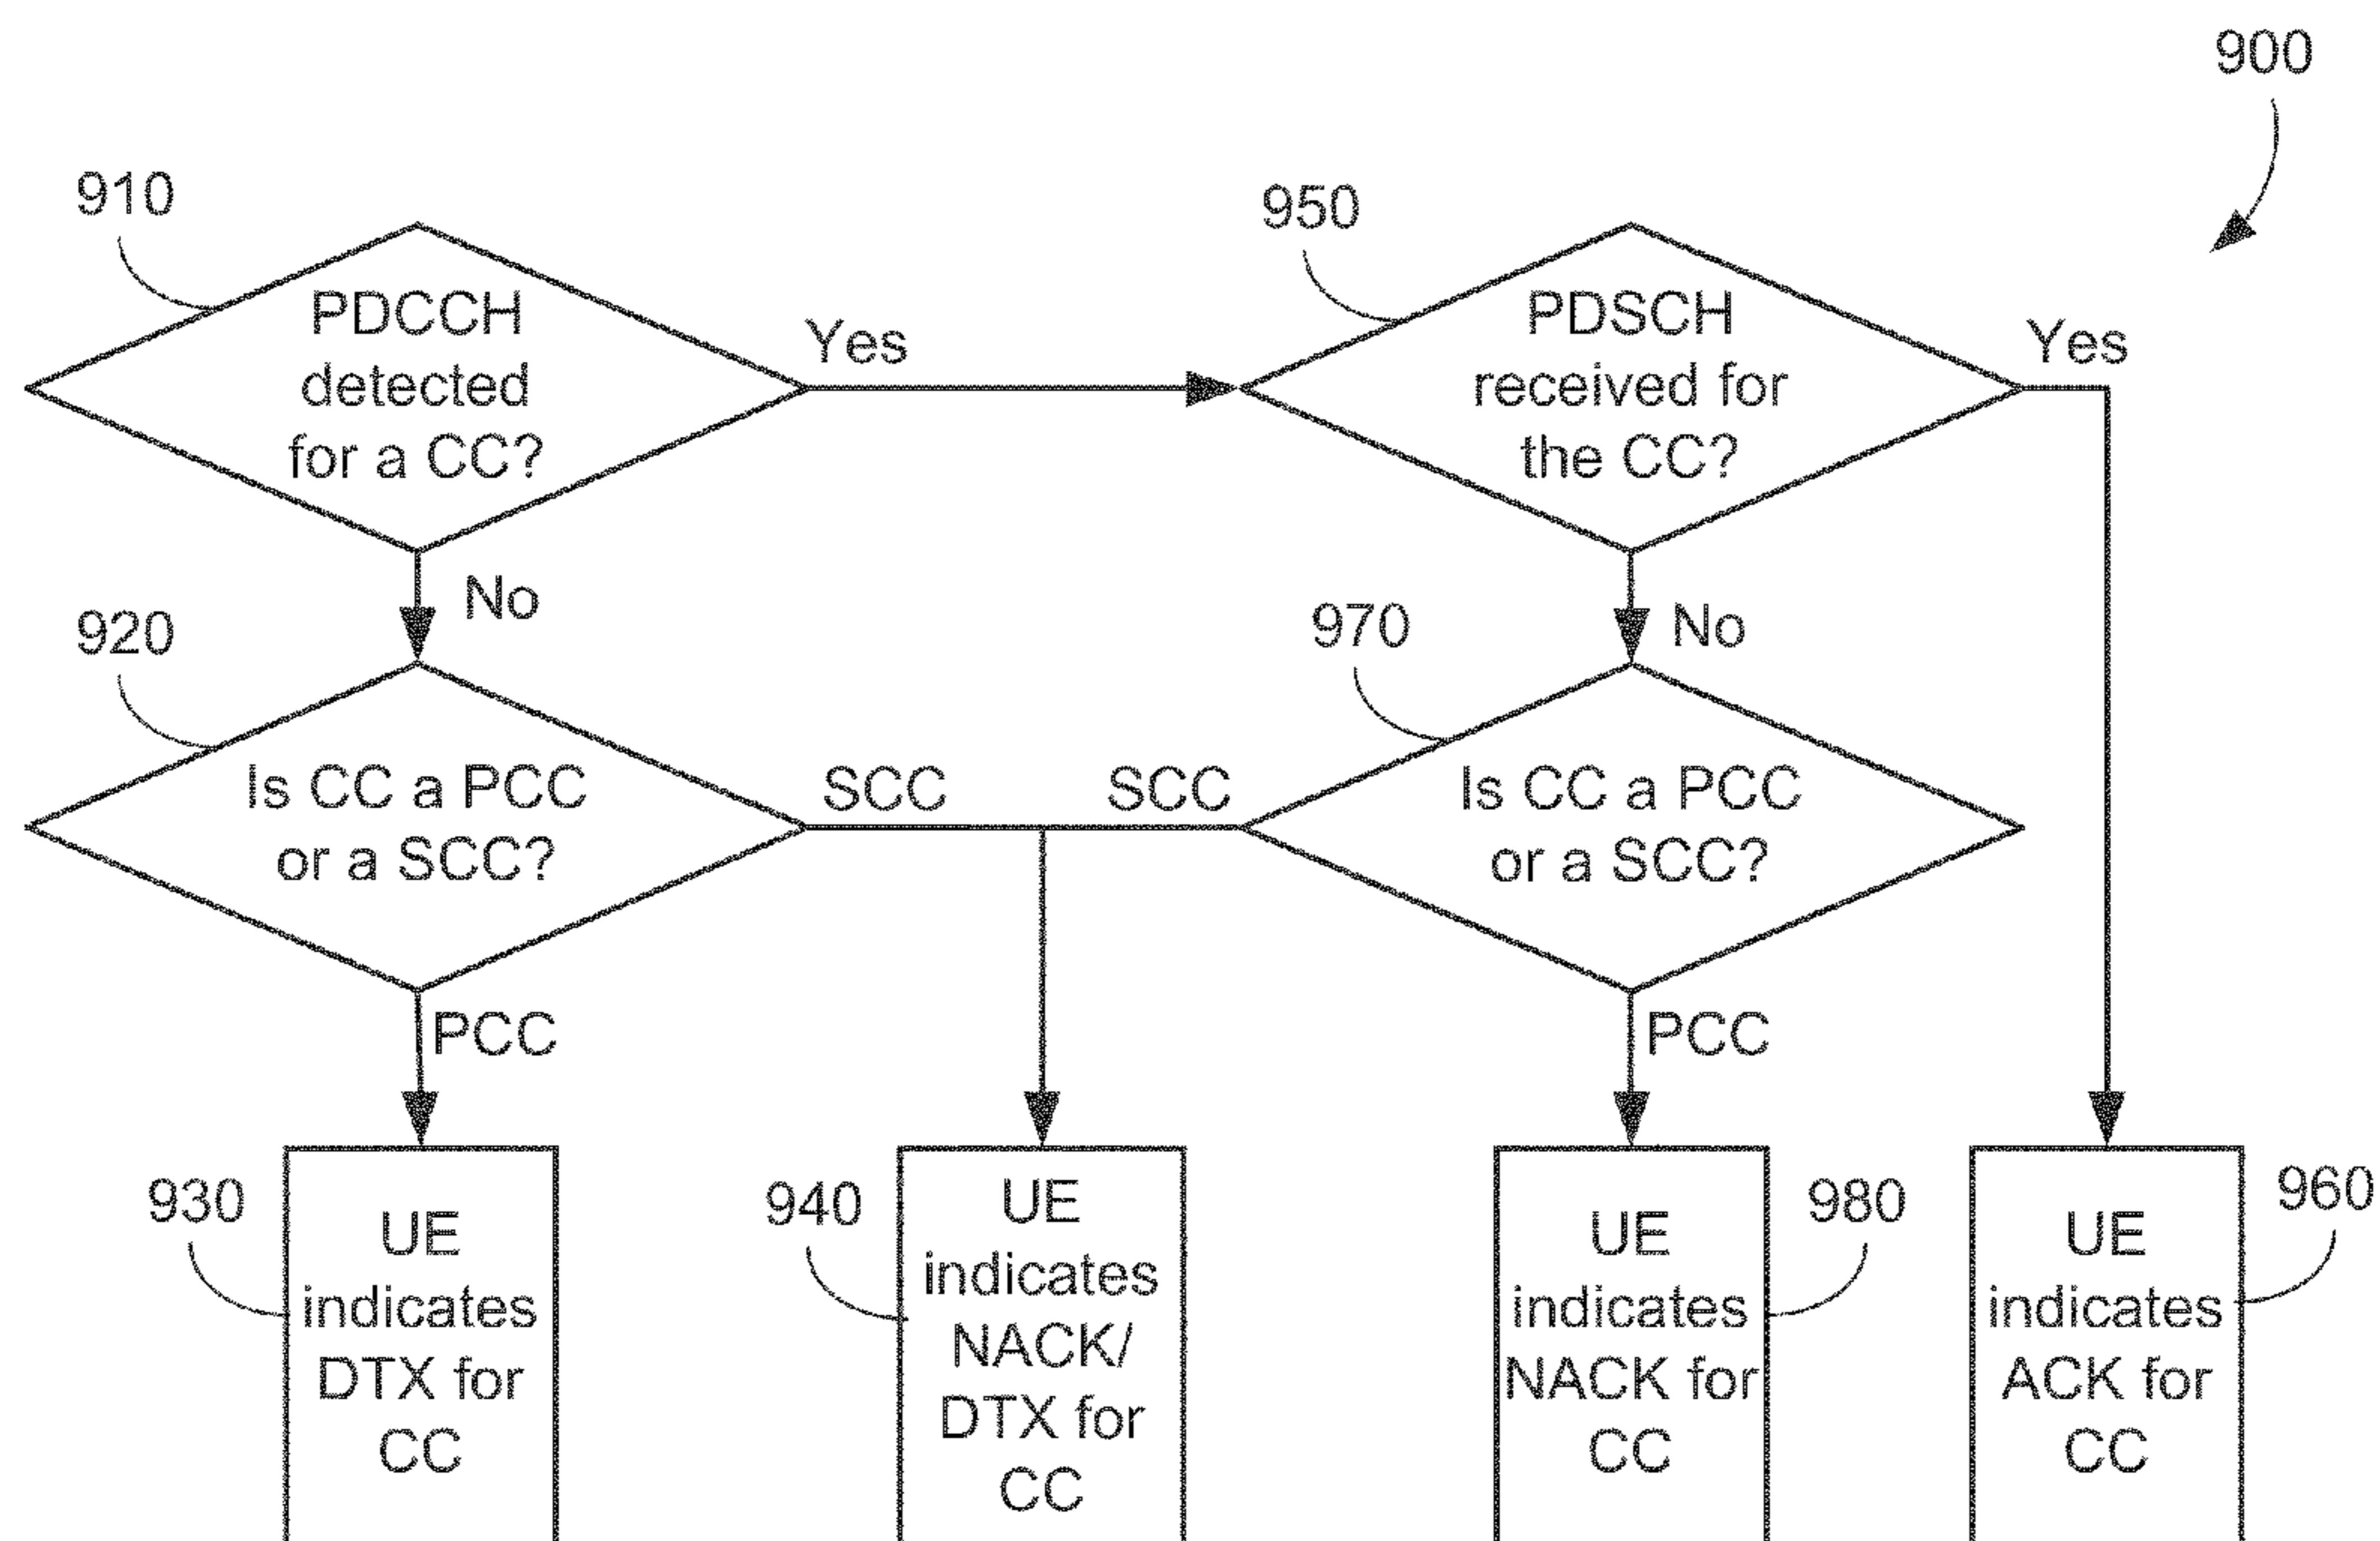 900
910
PDCCH
detected
for a CC?
Yes
950
PDSCH
received for
the CC?
Yes
No
No
920
Is CC a PCC
or a SCC?
SCC
SCC
970
Is CC a PCC
or a SCC?
PCC
PCC
930
UE
indicates
DTX for
CC
940
UE
indicates
NACK/
DTX for
CC
UE
indicates
NACK for
CC
980
UE
indicates
ACK for
CC
960